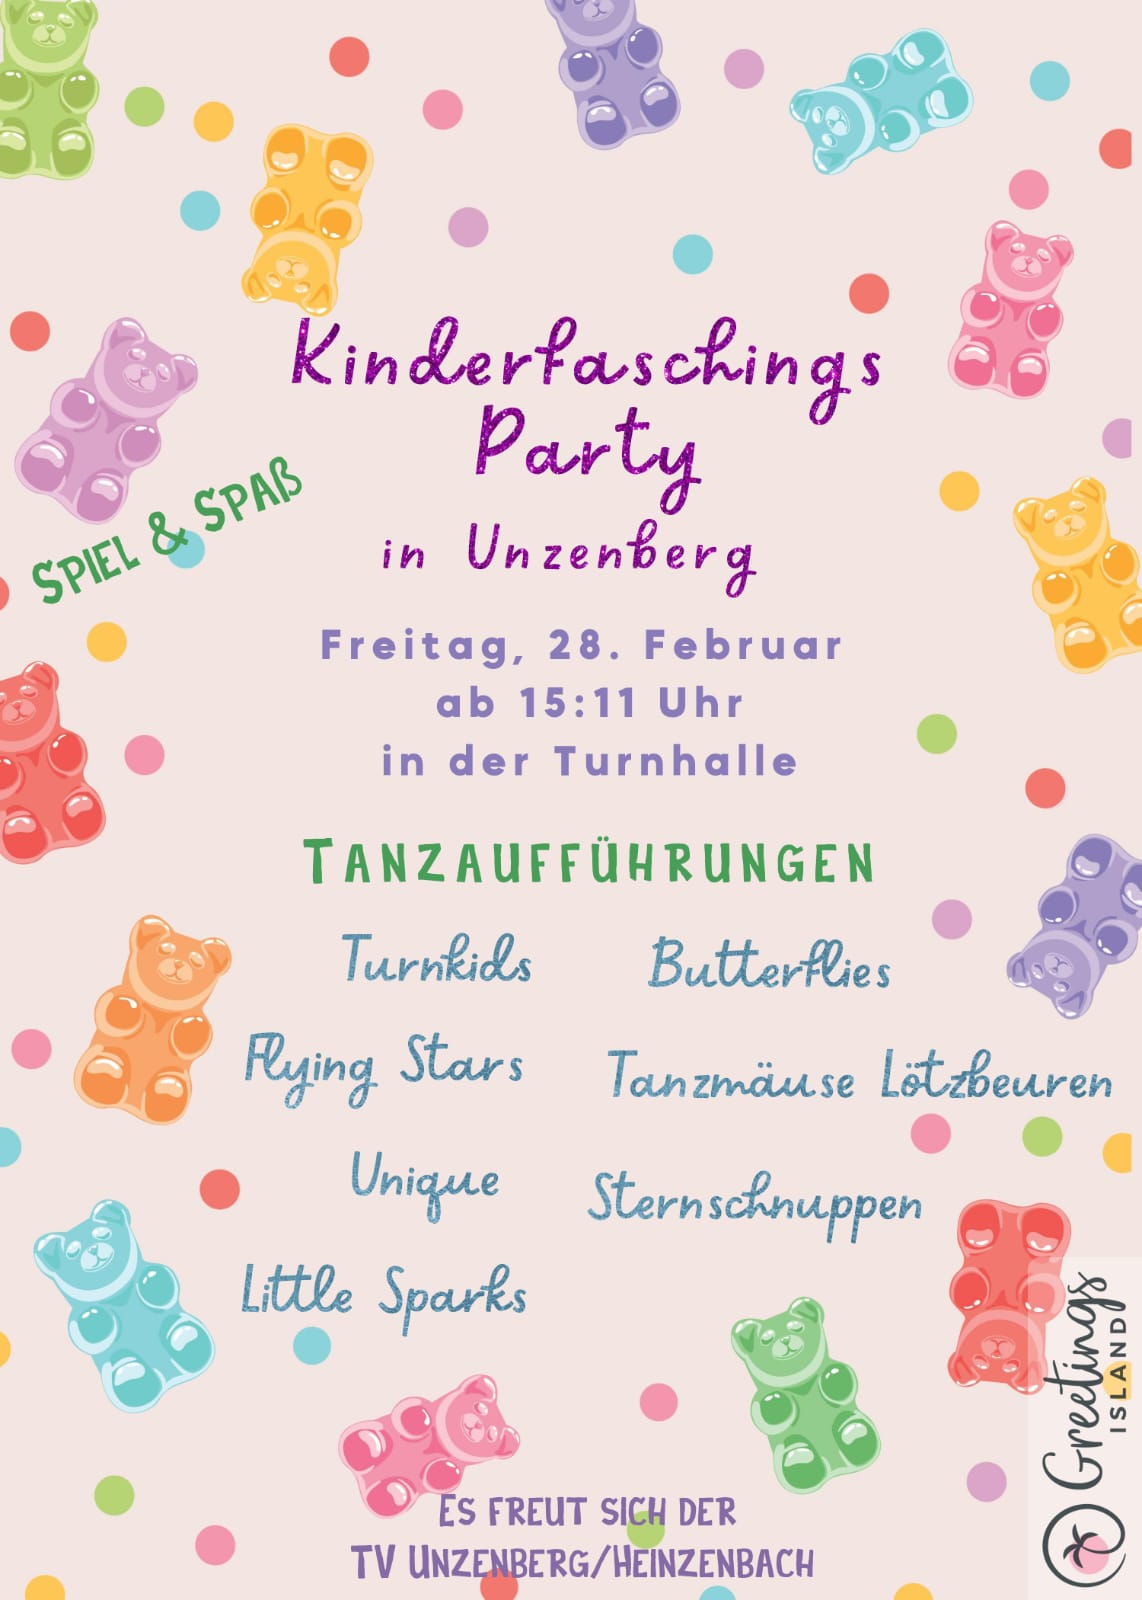 Kinderfaschings
Party
in Unzenberg
Spiel & Spaß
Freitag, 28. Februar
ab 15:11 Uhr
in der Turnhalle
Tanzaufführungen
Turnkids
Butterflies
Flying Stars
Tanzmäuse Lötzbeuren
Unique
Sternschnuppen
Little Sparks
Es freut sich der
TV Unzenberg/Heinzenbach
Greetings
ISLAND